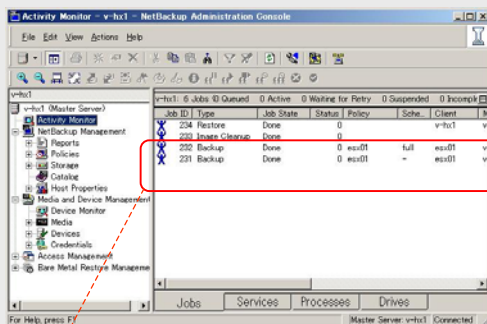 Activity Monitor - v-hx1 - NetBackup Administration Console
File Edit View Actions Help
v-hx1
v-hx1 (Master Server)
Activity Monitor
NetBackup Management
Reports
Policies
Storage
Catalog
Host Properties
Media and Device Management
Device Monitor
Media
Devices
Credentials
Access Management
Bare Metal Restore Manageme
v-hx1: 6 Jobs (0 Queued 0 Active 0 Waiting for Retry 0 Suspended 0 Incompl
Job ID Type Job State Status Policy Sche.. Client M
234 Restore Done 0 v-hx1 v
233 Image Cleanup Done 0
232 Backup Done 0 esx01 full esx01 v
231 Backup Done 0 esx01 - esx01 v
Jobs Services Processes Drives
For Help, press F1
Master Server: v-hx1 Connected